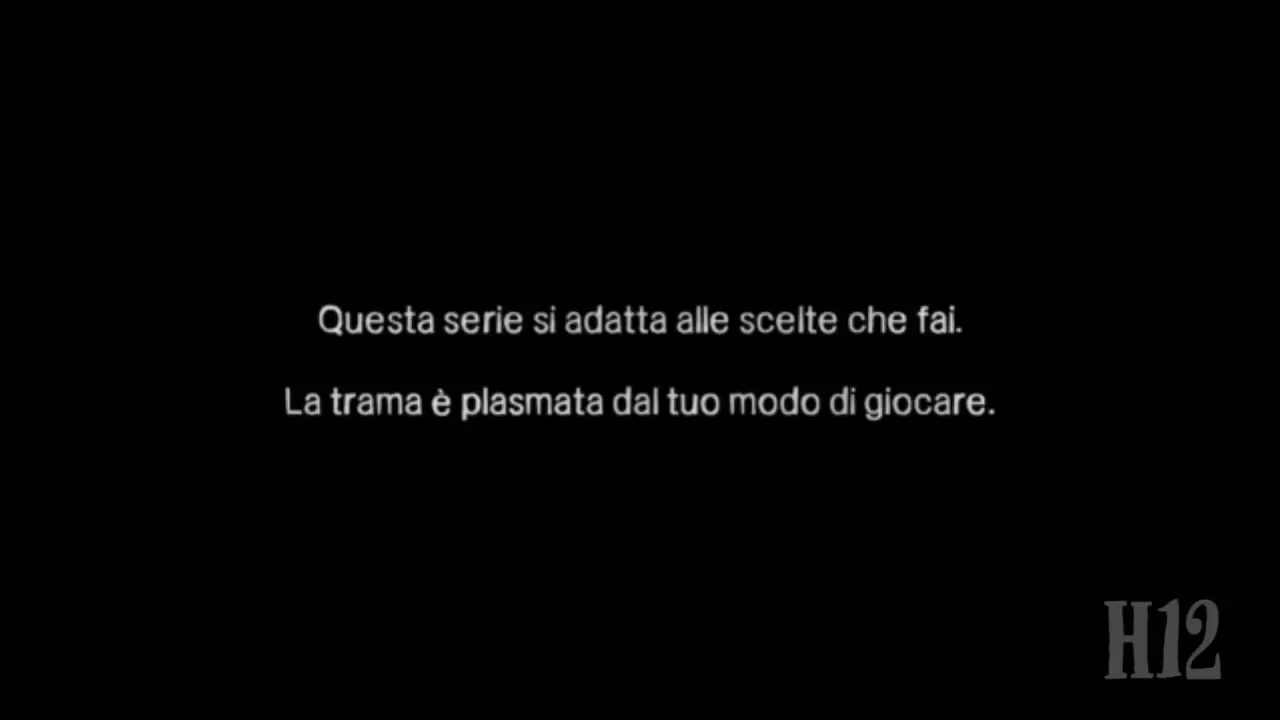 Questa serie si adatta alle scelte che fai.
La trama è plasmata dal tuo modo di giocare.
H12